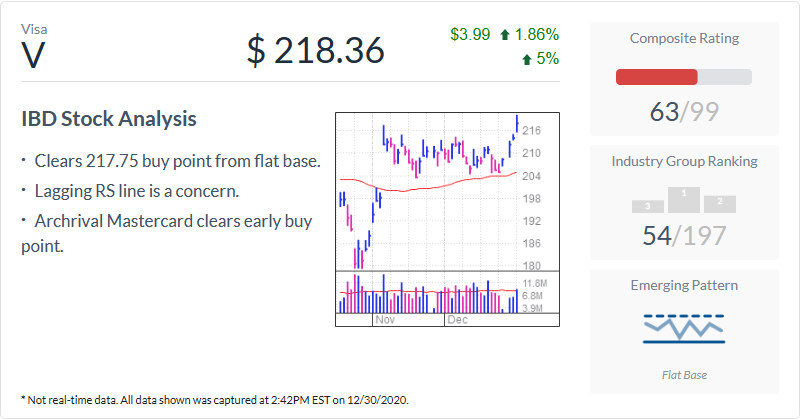 Visa
V
$ 218.36
$3.99 ⬆ 1.86%
⬆ 5%
IBD Stock Analysis
· Clears 217.75 buy point from flat base.
· Lagging RS line is a concern.
· Archrival Mastercard clears early buy
point.
216
210
204
198
192
186
180
11.8M
6.8M
3.9M
Nov Dec
Composite Rating
63/99
Industry Group Ranking
3 1 2
54/197
Emerging Pattern
Flat Base
* Not real-time data. All data shown was captured at 2:42PM EST on 12/30/2020.